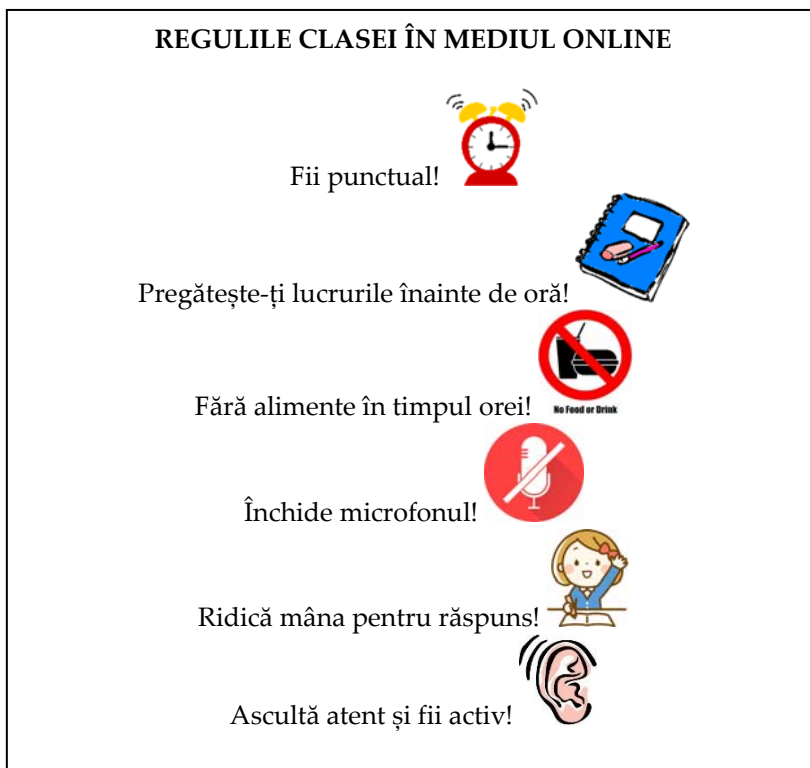 REGULILE CLASEI ÎN MEDIUL ONLINE
Fii punctual!
Pregătește-ți lucrurile înainte de oră!
Fără alimente în timpul orei!
No Food or Drink
Închide microfonul!
Ridică mâna pentru răspuns!
Ascultă atent și fii activ!